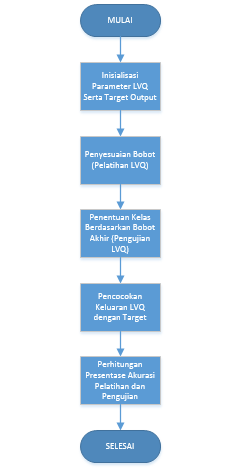 MULAI
Inisialisasi
Parameter LVQ
Serta Target Output
Penyesuaian Bobot
(Pelatihan LVQ)
Penentuan Kelas
Berdasarkan Bobot
Akhir (Pengujian
LVQ)
Pencocokan
Keluaran LVQ
dengan Target
Perhitungan
Presentase Akurasi
Pelatihan dan
Pengujian
SELESAI